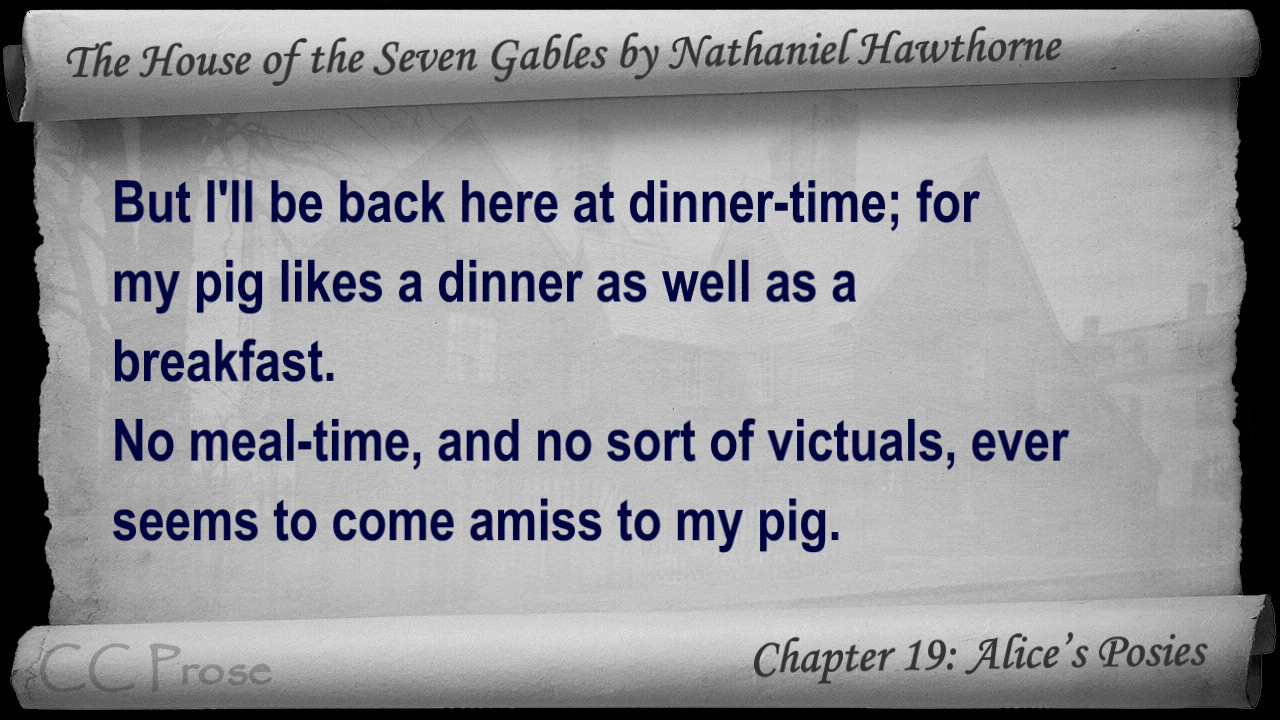 The House of the Seven Gables by Nathaniel Hawthorne
But I'll be back here at dinner-time; for
my pig likes a dinner as well as a
breakfast.
No meal-time, and no sort of victuals, ever
seems to come amiss to my pig.
CC Prose
Chapter 19: Alice's Posies